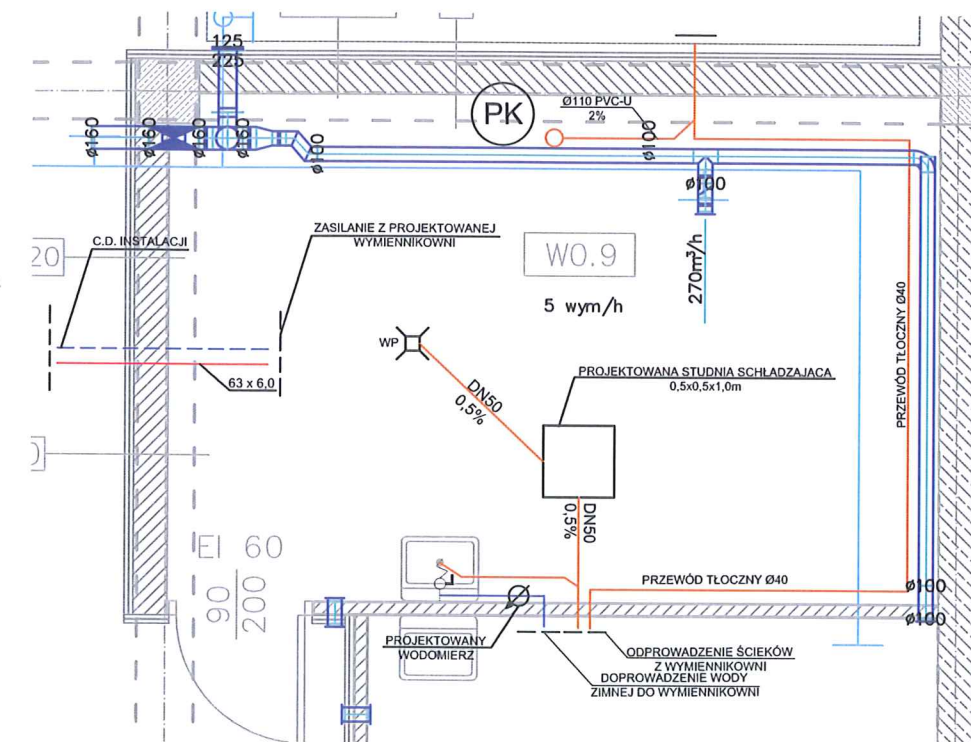 125
225
PK
Ø110 PVC-U
2%
ø160
ø160
ø160
ø160
ø100
ø100
ø100
C.D. INSTALACJI
ZASILANIE Z PROJEKTOWANEJ
WYMIENNIKOWNI
20
W0.9
5 wym/h
270m³/h
PRZEWÓD TŁOCZNY Ø40
WP
63 x 6,0
DN50
0,5%
PROJEKTOWANA STUDNIA SCHŁADZAJACA
0,5x0,5x1,0m
DN50
0,5%
EI 60
90
200
PRZEWÓD TŁOCZNY Ø40
ø100
ø100
PROJEKTOWANY
WODOMIERZ
ODPROWADZENIE ŚCIEKÓW
Z WYMIENNIKOWNI
DOPROWADZENIE WODY
ZIMNEJ DO WYMIENNIKOWNI